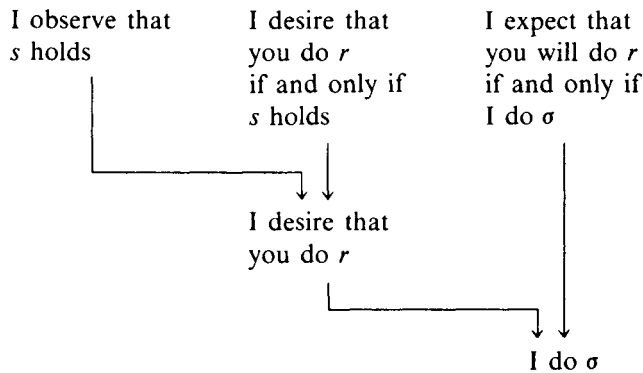 I observe that
s holds
I desire that
you do r
if and only if
s holds
I expect that
you will do r
if and only if
I do σ
I desire that
you do r
I do σ